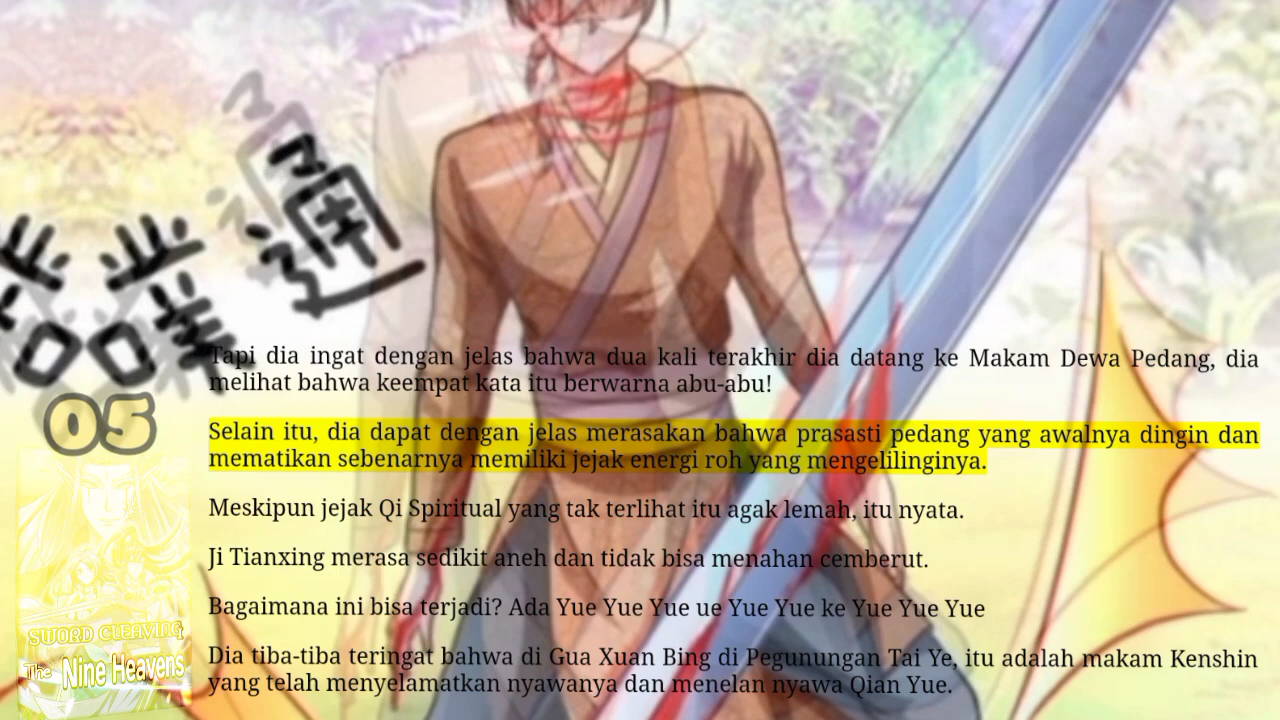 通
05
Tapi dia ingat dengan jelas bahwa dua kali terakhir dia datang ke Makam Dewa Pedang, dia
melihat bahwa keempat kata itu berwarna abu-abu!
Selain itu, dia dapat dengan jelas merasakan bahwa prasasti pedang yang awalnya dingin dan
mematikan sebenarnya memiliki jejak energi roh yang mengelilinginya.
Meskipun jejak Qi Spiritual yang tak terlihat itu agak lemah, itu nyata.
Ji Tianxing merasa sedikit aneh dan tidak bisa menahan cemberut.
Bagaimana ini bisa terjadi? Ada Yue Yue Yue ue Yue Yue ke Yue Yue Yue
Dia tiba-tiba teringat bahwa di Gua Xuan Bing di Pegunungan Tai Ye, itu adalah makam Kenshin
yang telah menyelamatkan nyawanya dan menelan nyawa Qian Yue.
SWORD CLEAVING
The Nine Heavens